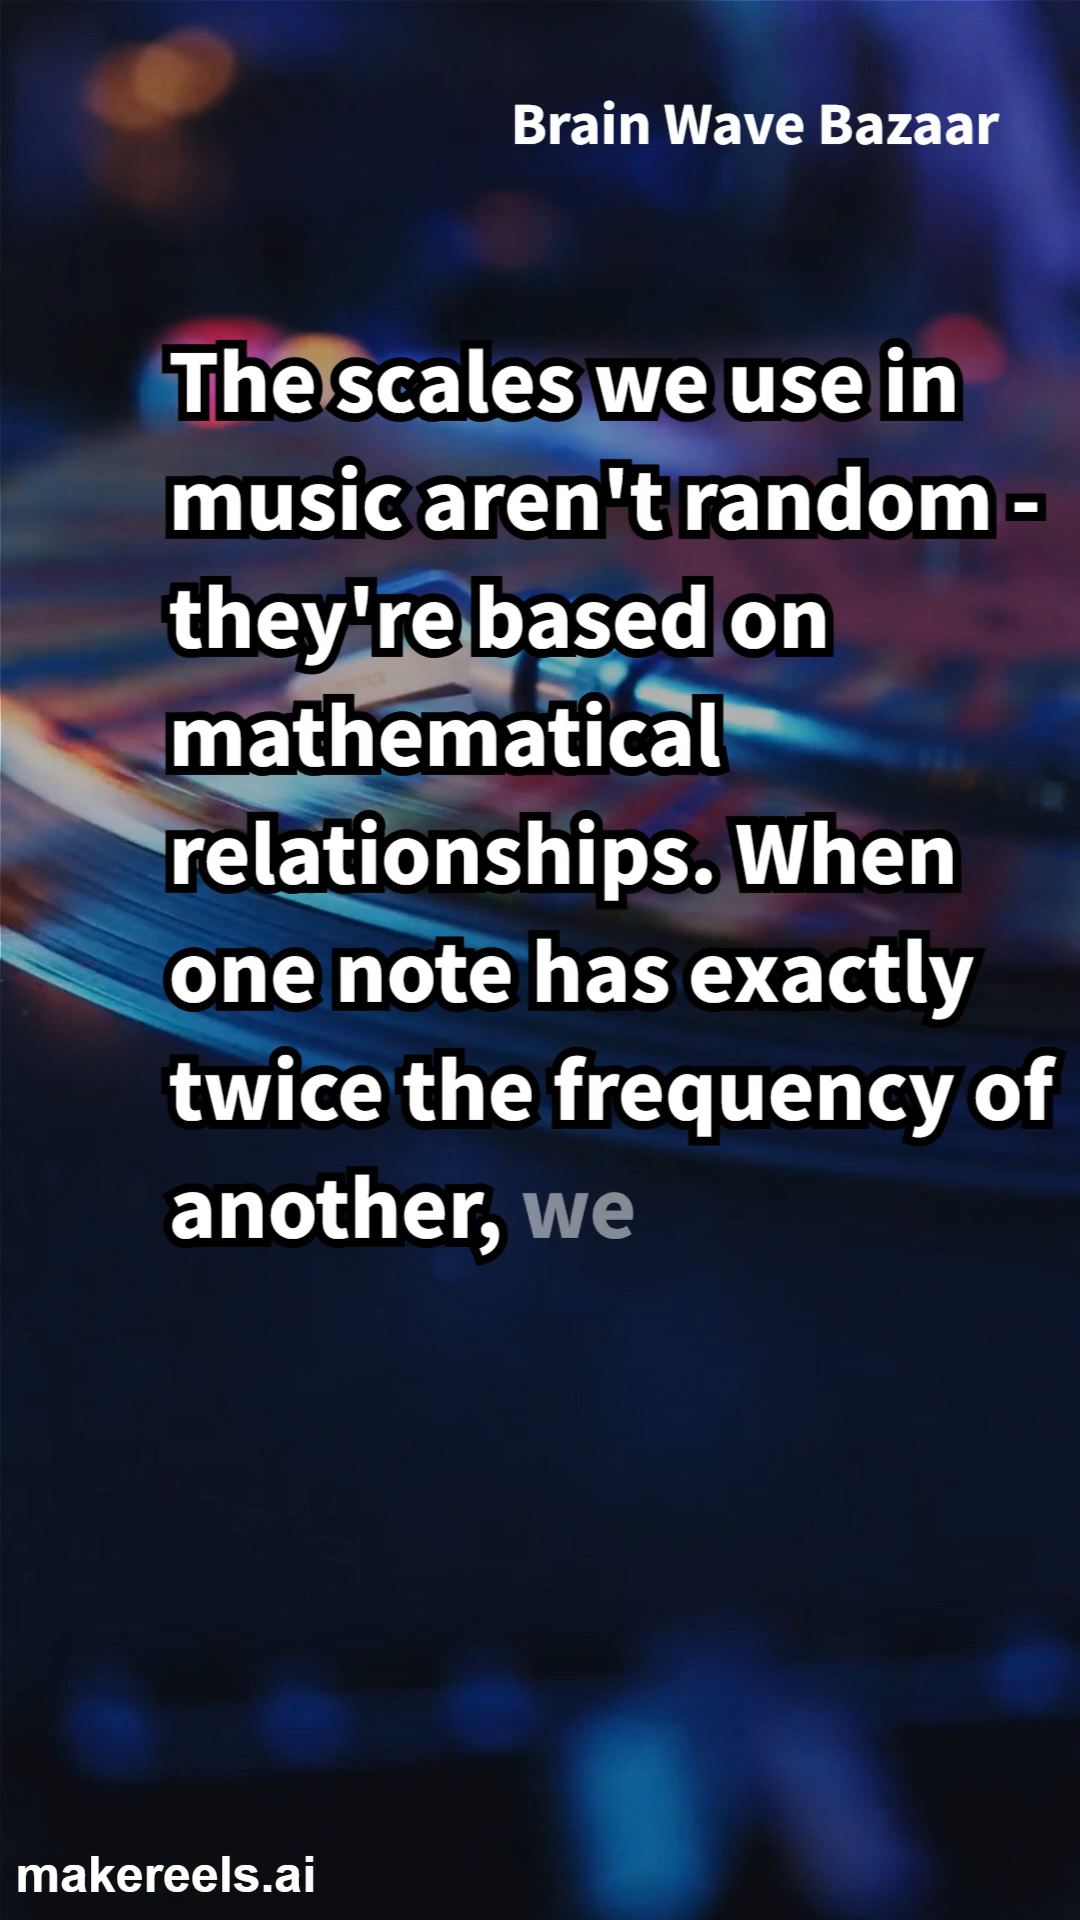 Brain Wave Bazaar
The scales we use in
music aren't random -
they're based on
mathematical
relationships. When
one note has exactly
twice the frequency of
another, we
makereels.ai